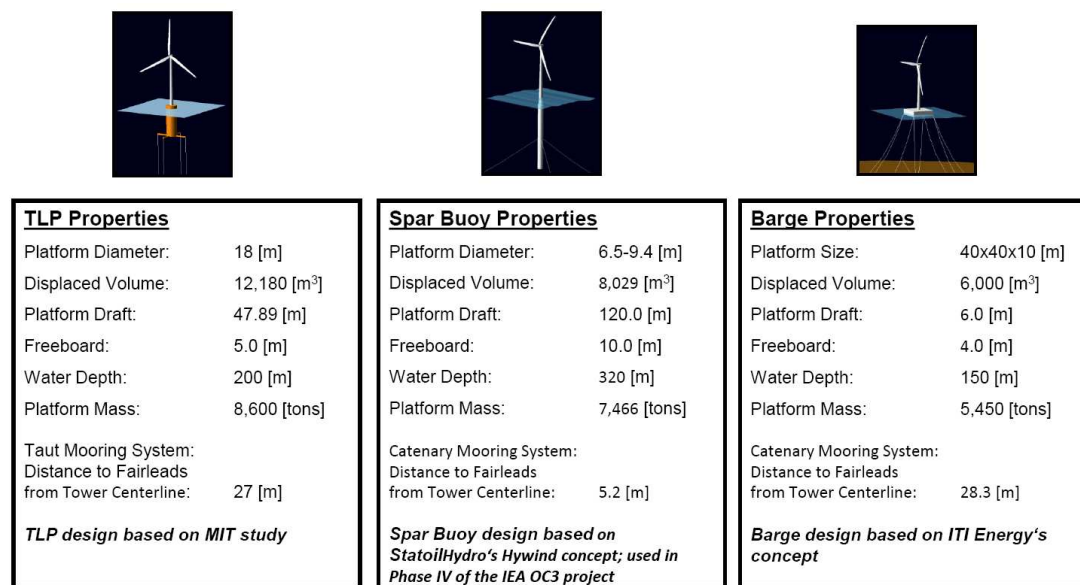 TLP Properties
Platform Diameter: 18 [m]
Displaced Volume: 12,180 [m³]
Platform Draft: 47.89 [m]
Freeboard: 5.0 [m]
Water Depth: 200 [m]
Platform Mass: 8,600 [tons]
Taut Mooring System:
Distance to Fairleads
from Tower Centerline: 27 [m]
TLP design based on MIT study
Spar Buoy Properties
Platform Diameter: 6.5-9.4 [m]
Displaced Volume: 8,029 [m³]
Platform Draft: 120.0 [m]
Freeboard: 10.0 [m]
Water Depth: 320 [m]
Platform Mass: 7,466 [tons]
Catenary Mooring System:
Distance to Fairleads
from Tower Centerline: 5.2 [m]
Spar Buoy design based on
StatoilHydro‘s Hywind concept; used in
Phase IV of the IEA OC3 project
Barge Properties
Platform Size: 40x40x10 [m]
Displaced Volume: 6,000 [m³]
Platform Draft: 6.0 [m]
Freeboard: 4.0 [m]
Water Depth: 150 [m]
Platform Mass: 5,450 [tons]
Catenary Mooring System:
Distance to Fairleads
from Tower Centerline: 28.3 [m]
Barge design based on ITI Energy‘s
concept